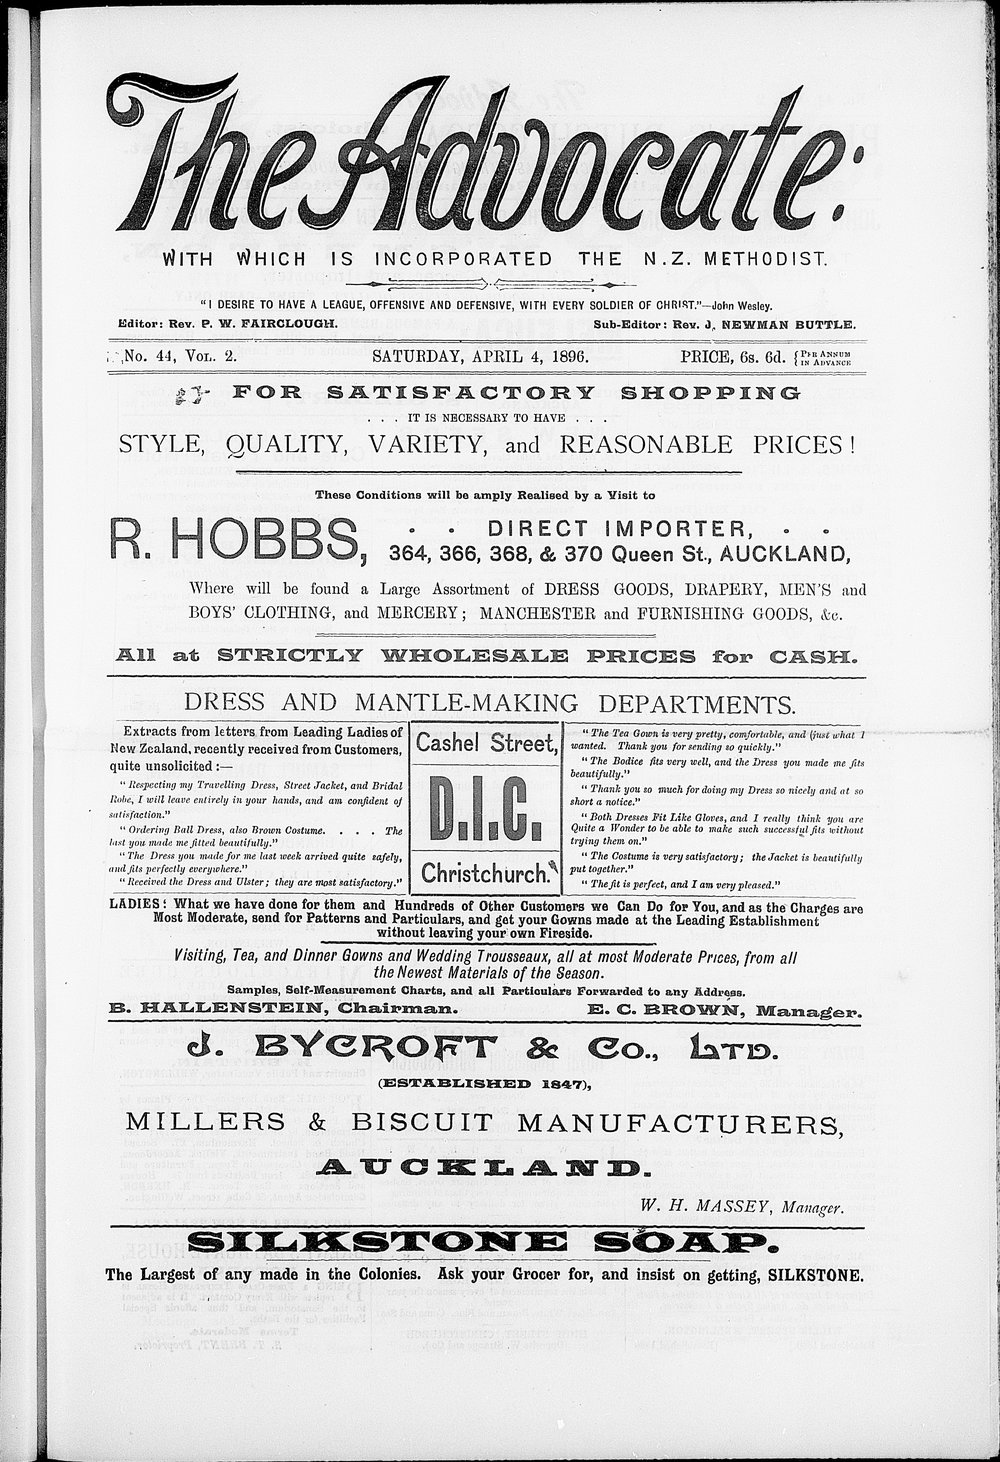 The Advocate:
WITH WHICH IS INCORPORATED THE N.Z. METHODIST.
"I DESIRE TO HAVE A LEAGUE, OFFENSIVE AND DEFENSIVE, WITH EVERY SOLDIER OF CHRIST."—John Wesley.
Editor: Rev. P. W. FAIRCLOUGH. Sub-Editor: Rev. J. NEWMAN BUTTLE.
No. 44, VOL. 2. SATURDAY, APRIL 4, 1896. PRICE, 6s. 6d. {PER ANNUM IN ADVANCE
FOR SATISFACTORY SHOPPING
. . . IT IS NECESSARY TO HAVE . . .
STYLE, QUALITY, VARIETY, and REASONABLE PRICES!
These Conditions will be amply Realised by a Visit to
R. HOBBS, · · DIRECT IMPORTER, · ·
364, 366, 368, & 370 Queen St., AUCKLAND,
Where will be found a Large Assortment of DRESS GOODS, DRAPERY, MEN'S and
BOYS' CLOTHING, and MERCERY; MANCHESTER and FURNISHING GOODS, &c.
All at STRICTLY WHOLESALE PRICES for CASH.
DRESS AND MANTLE-MAKING DEPARTMENTS.
Extracts from letters from Leading Ladies of
New Zealand, recently received from Customers,
quite unsolicited :—
"Respecting my Travelling Dress, Street Jacket, and Bridal
Robe, I will leave entirely in your hands, and am confident of
satisfaction."
"Ordering Ball Dress, also Brown Costume. . . . . The
last you made me fitted beautifully."
"The Dress you made for me last week arrived quite safely,
and fits perfectly everywhere."
"Received the Dress and Ulster; they are most satisfactory."
Cashel Street,
D.I.C.
Christchurch.
"The Tea Gown is very pretty, comfortable, and (just what I
wanted. Thank you for sending so quickly."
"The Bodice fits very well, and the Dress you made me fits
beautifully."
"Thank you so much for doing my Dress so nicely and at so
short a notice."
"Both Dresses Fit Like Gloves, and I really think you are
Quite a Wonder to be able to make such successful fits without
trying them on."
"The Costume is very satisfactory; the Jacket is beautifully
put together."
"The fit is perfect, and I am very pleased."
LADIES! What we have done for them and Hundreds of Other Customers we Can Do for You, and as the Charges are
Most Moderate, send for Patterns and Particulars, and get your Gowns made at the Leading Establishment
without leaving your own Fireside.
Visiting, Tea, and Dinner Gowns and Wedding Trousseaux, all at most Moderate Prices, from all
the Newest Materials of the Season.
Samples, Self-Measurement Charts, and all Particulars Forwarded to any Address.
B. HALLENSTEIN, Chairman. E. C. BROWN, Manager.
J. BYCROFT & Co., LTD.
(ESTABLISHED 1847),
MILLERS & BISCUIT MANUFACTURERS,
AUCKLAND.
W. H. MASSEY, Manager.
SILKSTONE SOAP.
The Largest of any made in the Colonies. Ask your Grocer for, and insist on getting, SILKSTONE.